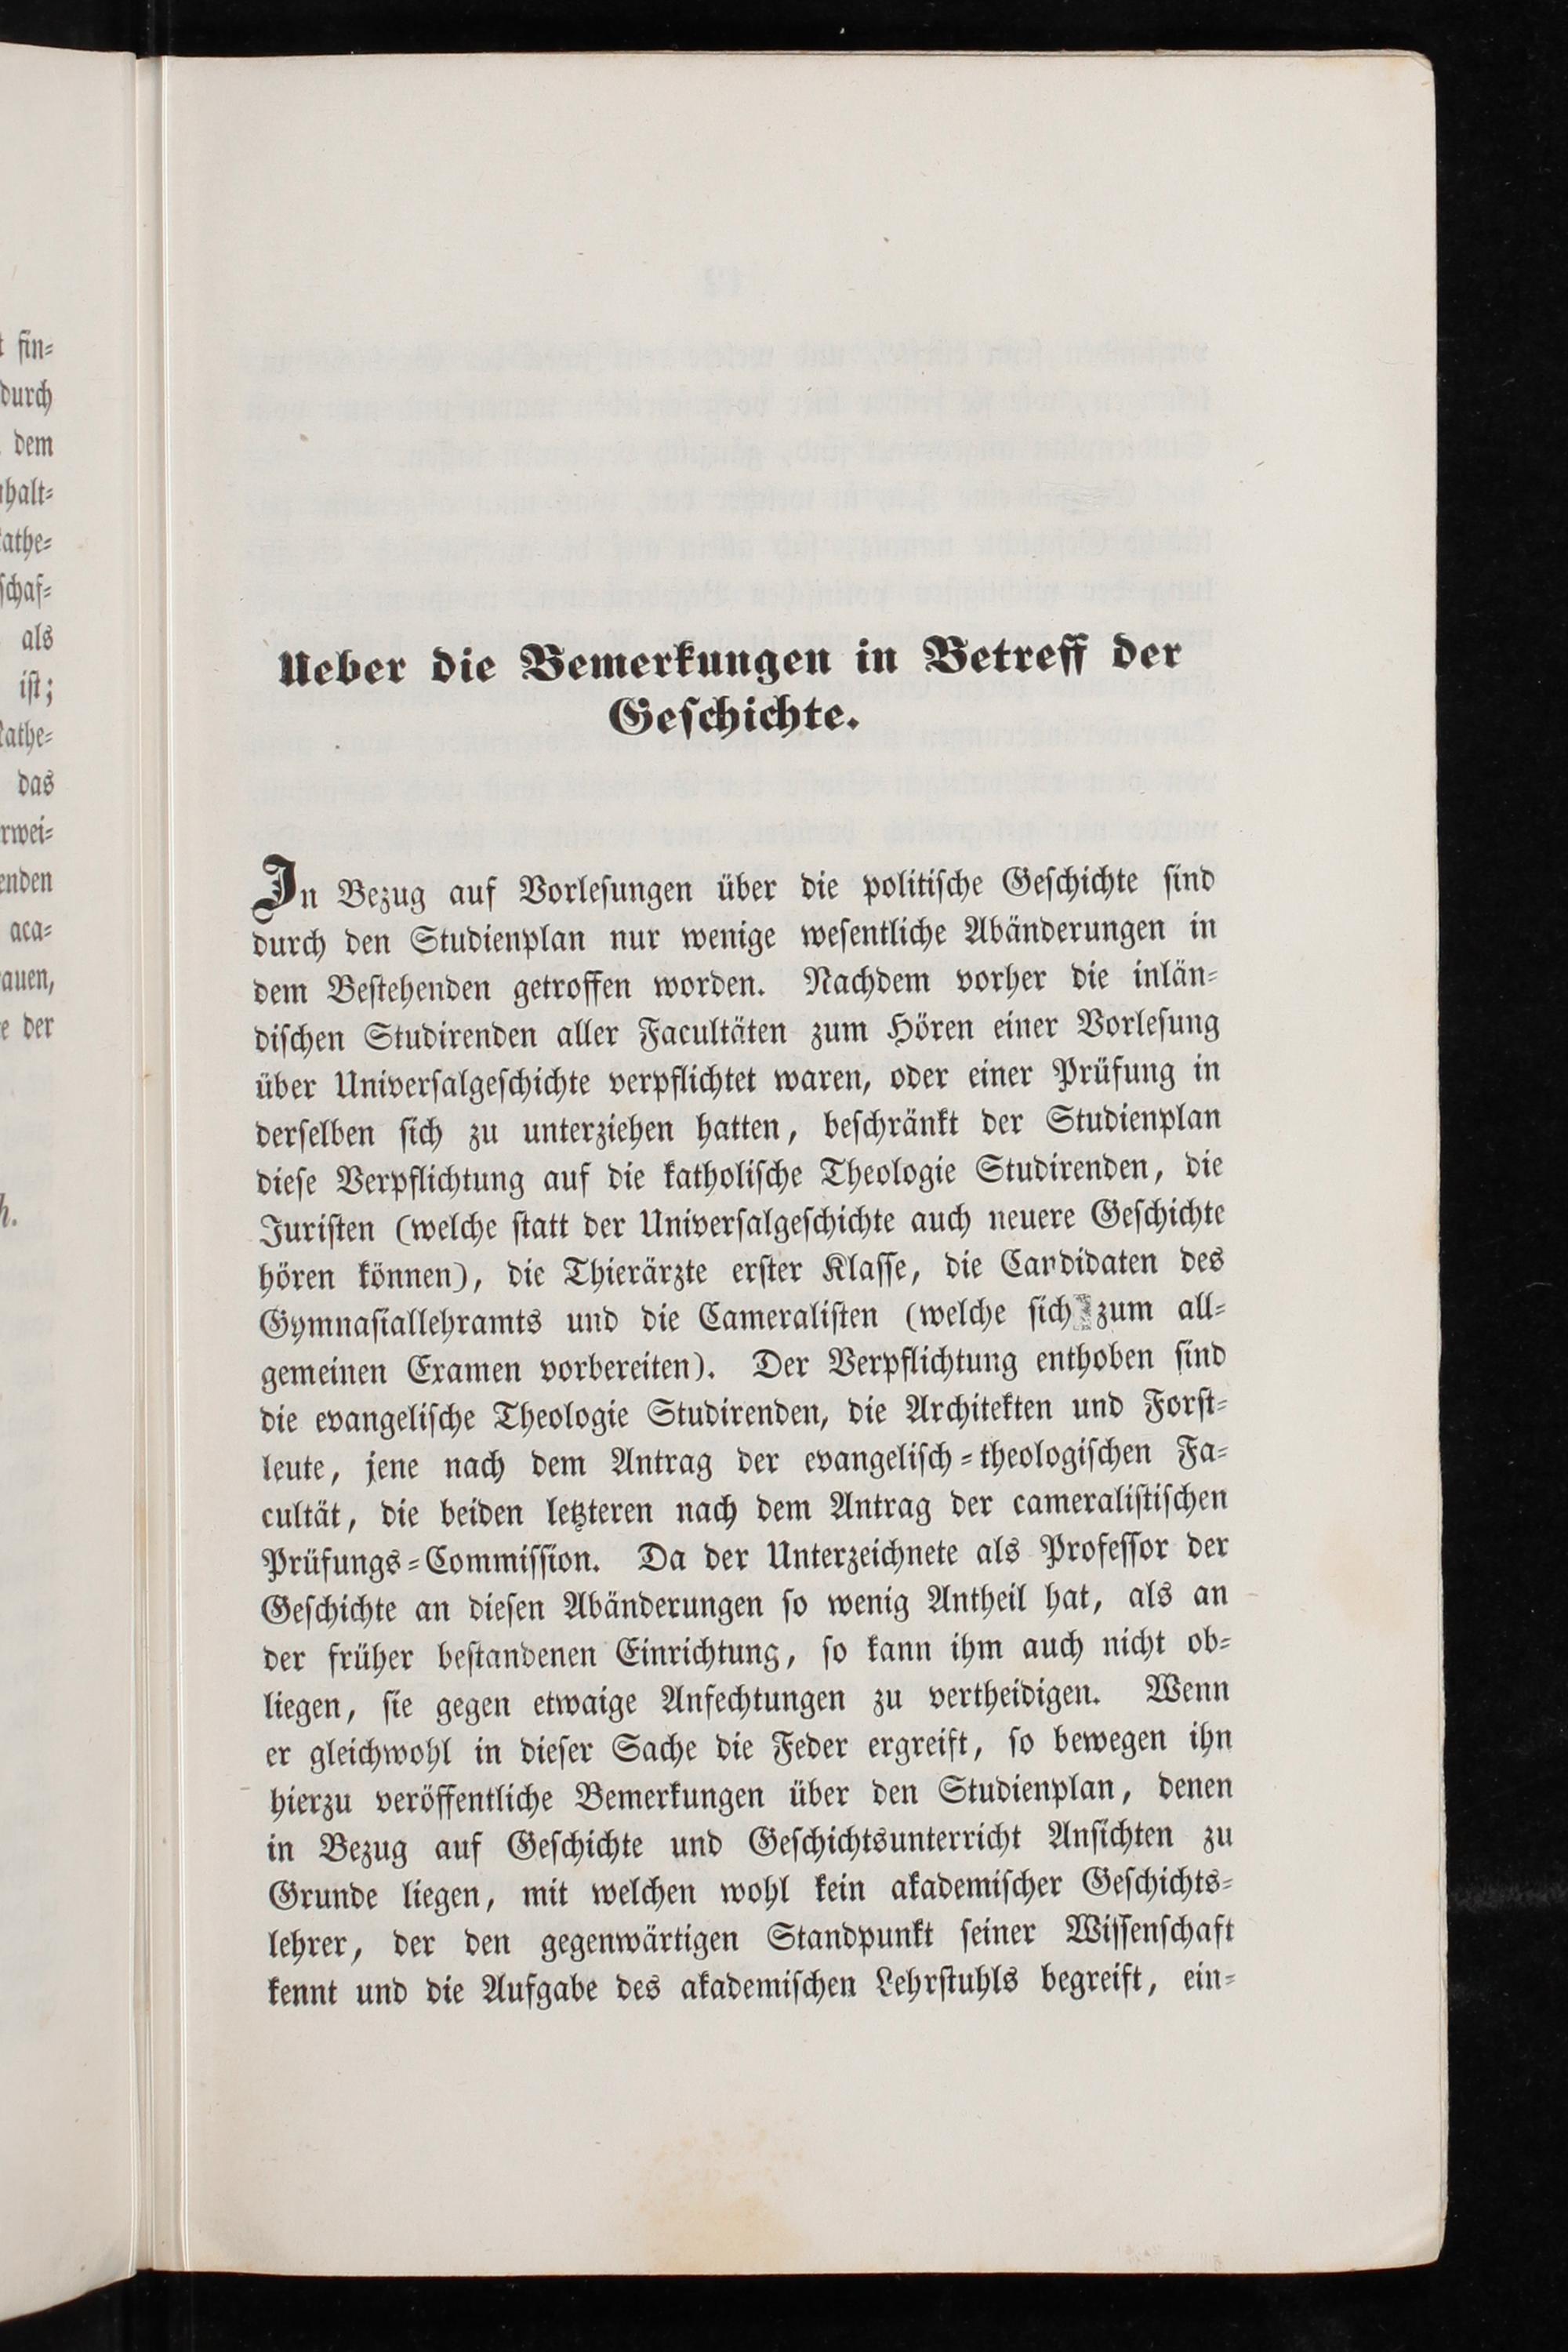 Ueber die Bemerkungen in Betreff der
Geſchichte.
In Bezug auf Vorleſungen über die politiſche Geſchichte ſind
durch den Studienplan nur wenige weſentliche Abänderungen in
dem Beſtehenden getroffen worden. Nachdem vorher die inlän⸗
diſchen Studirenden aller Facultäten zum Hören einer Vorleſung
über Univerſalgeſchichte verpflichtet waren, oder einer Prüfung in
derſelben ſich zu unterziehen hatten, beſchränkt der Studienplan
dieſe Verpflichtung auf die katholiſche Theologie Studirenden, die
Juriſten (welche ſtatt der Univerſalgeſchichte auch neuere Geſchichte
hören können), die Thierärzte erſter Klaſſe, die Candidaten des
Gymnaſiallehramts und die Cameraliſten (welche ſich zum all⸗
gemeinen Examen vorbereiten). Der Verpflichtung enthoben ſind
die evangeliſche Theologie Studirenden, die Architekten und Forſt⸗
leute, jene nach dem Antrag der evangeliſch⸗theologiſchen Fa⸗
cultät, die beiden letzteren nach dem Antrag der cameraliſtiſchen
Prüfungs⸗Commiſſion. Da der Unterzeichnete als Profeſſor der
Geſchichte an dieſen Abänderungen ſo wenig Antheil hat, als an
der früher beſtandenen Einrichtung, ſo kann ihm auch nicht ob⸗
liegen, ſie gegen etwaige Anfechtungen zu vertheidigen. Wenn
er gleichwohl in dieſer Sache die Feder ergreift, ſo bewegen ihn
hierzu veröffentliche Bemerkungen über den Studienplan, denen
in Bezug auf Geſchichte und Geſchichtsunterricht Anſichten zu
Grunde liegen, mit welchen wohl kein akademiſcher Geſchichts⸗
lehrer, der den gegenwärtigen Standpunkt ſeiner Wiſſenſchaft
kennt und die Aufgabe des akademiſchen Lehrſtuhls begreift, ein⸗